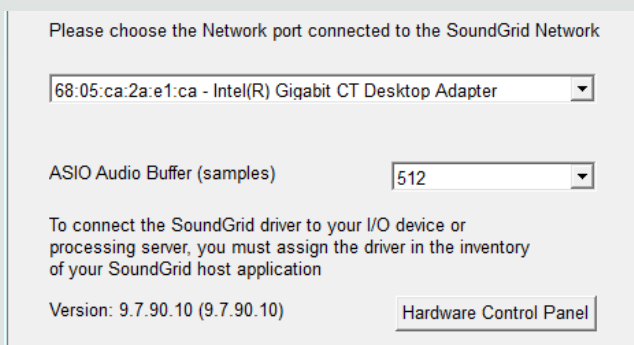 Please choose the Network port connected to the SoundGrid Network
68:05:ca:2a:e1:ca - Intel(R) Gigabit CT Desktop Adapter
ASIO Audio Buffer (samples)
512
To connect the SoundGrid driver to your I/O device or
processing server, you must assign the driver in the inventory
of your SoundGrid host application
Version: 9.7.90.10 (9.7.90.10)
Hardware Control Panel